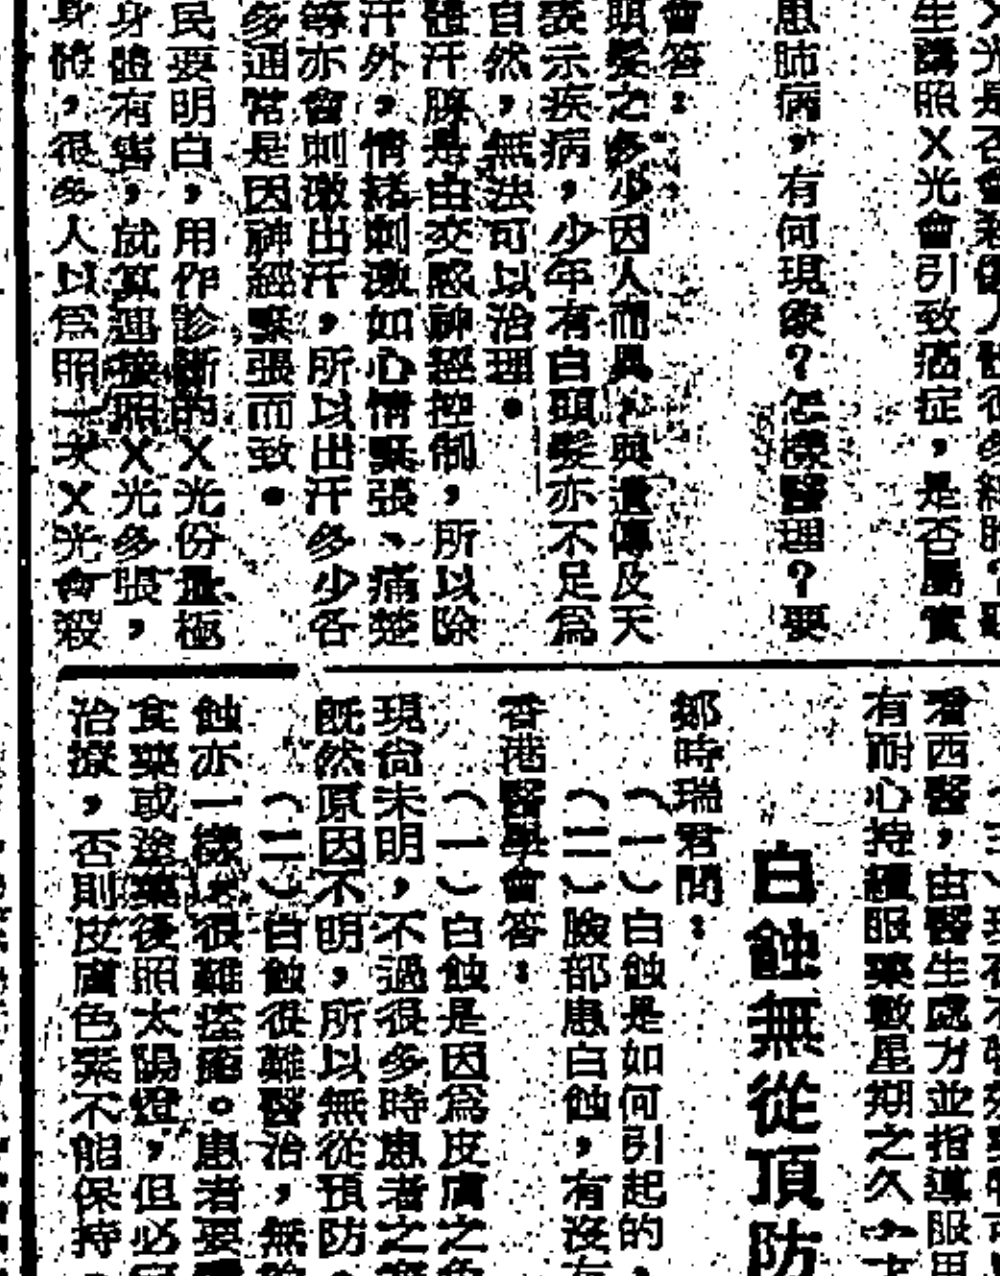 生講照X光會引致癌症，是否屬實
患肺病，有何現象？怎樣醫理？要
會答：
頭髮之多少因人而異，與遺傳及天
表示疾病，少年有白頭髮亦不足為
自然，無法可以治理。
體汗腺是由交感神經控制，所以除
汗外，情緒刺激如心情緊張、痛楚
等亦會刺激出汗，所以出汗多少各
多通常是因神經緊張而致。
民要明白，用作診斷的X光份量極
身體有害，就算連接照X光多張，
身體，很多人以為照一次X光會殺
看西醫，由醫生處方並指導服用
有耐心持續服藥數星期之久
白蝕無從預防
鄒時瑞君問：
（一）白蝕是如何引起的，
（二）臉部患白蝕，有沒有
香港醫學會答：
（一）白蝕是因為皮膚之色
現尚未明，不過很多時患者之
既然原因不明，所以無從預防。
（二）白蝕很難醫治，無
蝕亦一樣地很難痊癒。患者要
食藥或塗藥後照太陽燈，但必
治療，否則皮膚色素不能保持。